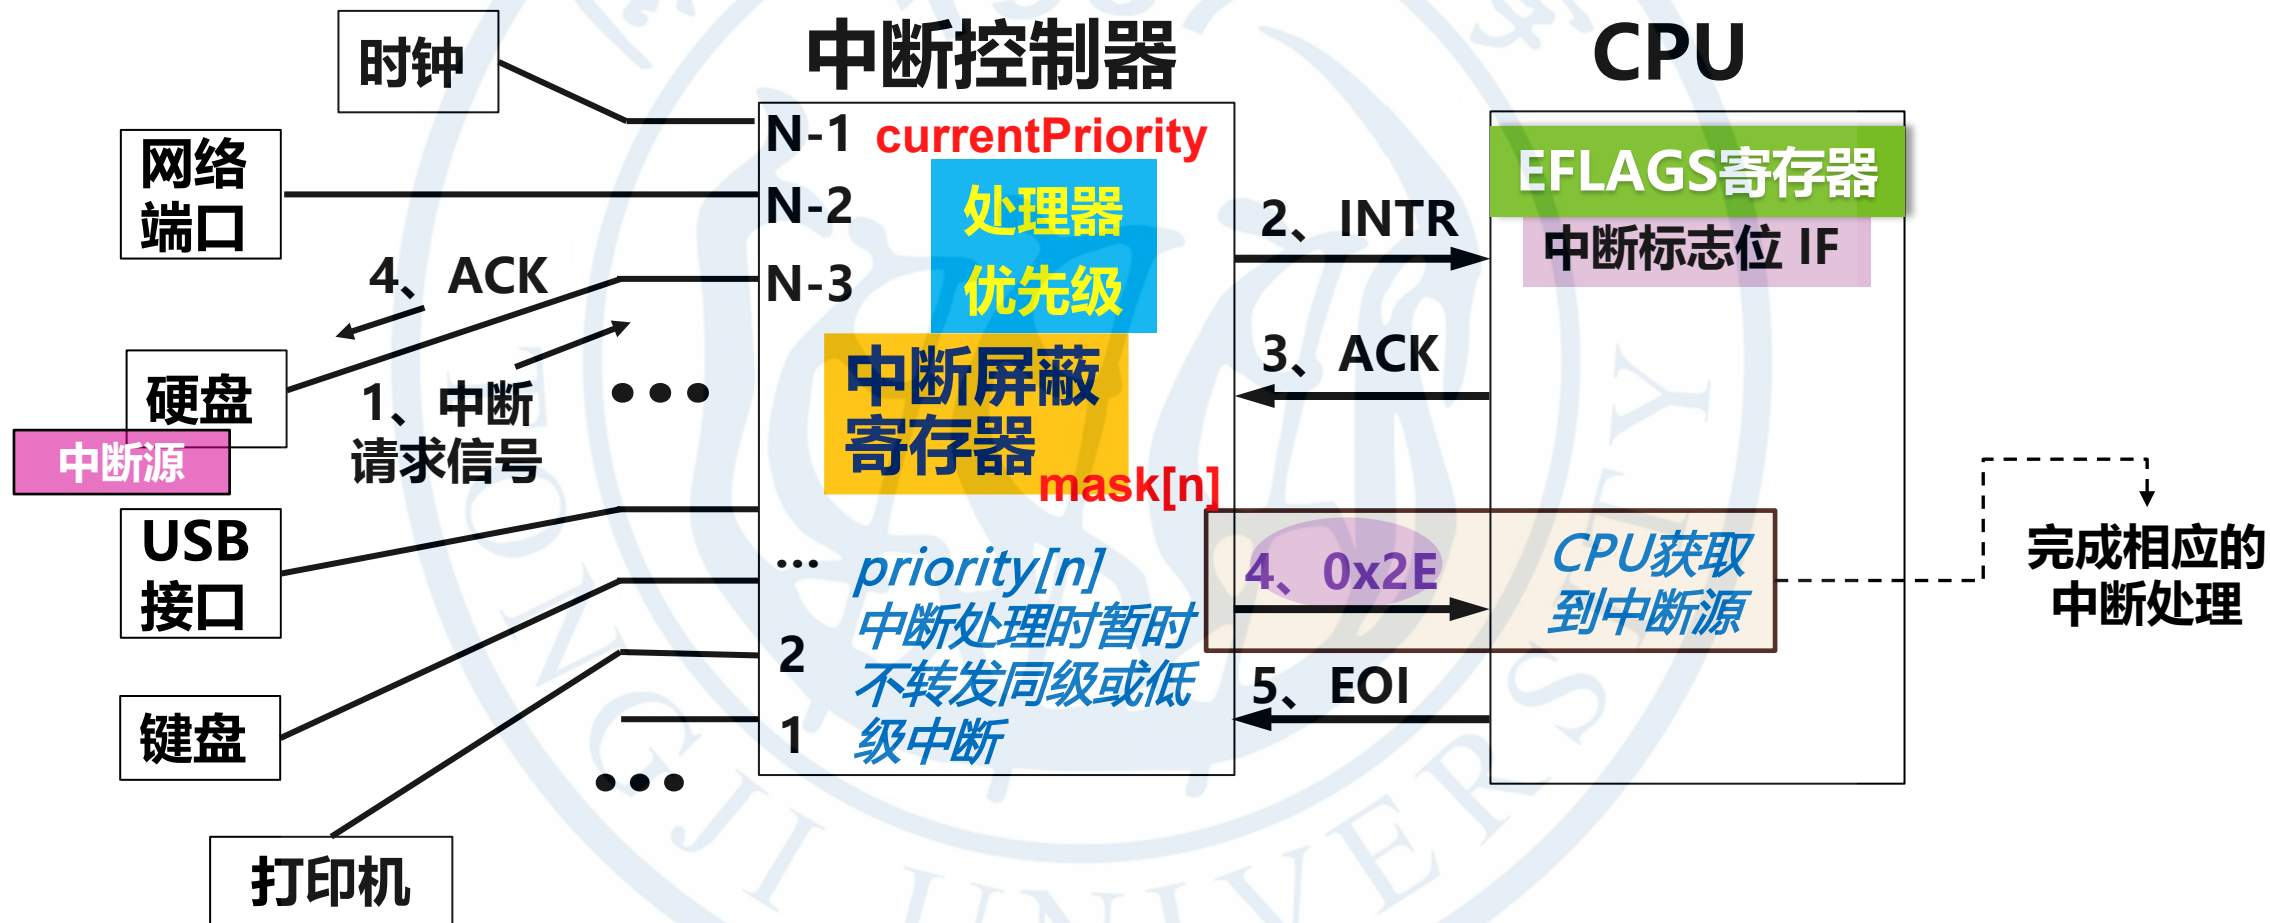 中断控制器
CPU
时钟
网络
端口
4、ACK
硬盘
中断源
1、中断
请求信号
USB
接口
键盘
打印机
N-1
currentPriority
N-2
N-3
处理器
优先级
中断屏蔽
寄存器
mask[n]
...
priority[n]
中断处理时暂时
不转发同级或低
级中断
2
1
2、INTR
3、ACK
4、0x2E
5、EOI
EFLAGS寄存器
中断标志位 IF
CPU获取
到中断源
完成相应的
中断处理